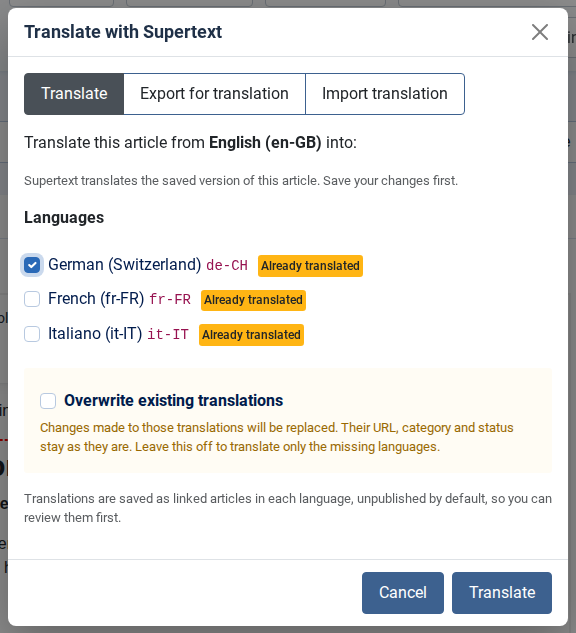 Translate with Supertext
Translate
Export for translation
Import translation
Translate this article from English (en-GB) into:
Supertext translates the saved version of this article. Save your changes first.
Languages
German (Switzerland) de-CH Already translated
French (fr-FR) fr-FR Already translated
Italiano (it-IT) it-IT Already translated
Overwrite existing translations
Changes made to those translations will be replaced. Their URL, category and status
stay as they are. Leave this off to translate only the missing languages.
Translations are saved as linked articles in each language, unpublished by default, so you can
review them first.
Cancel
Translate